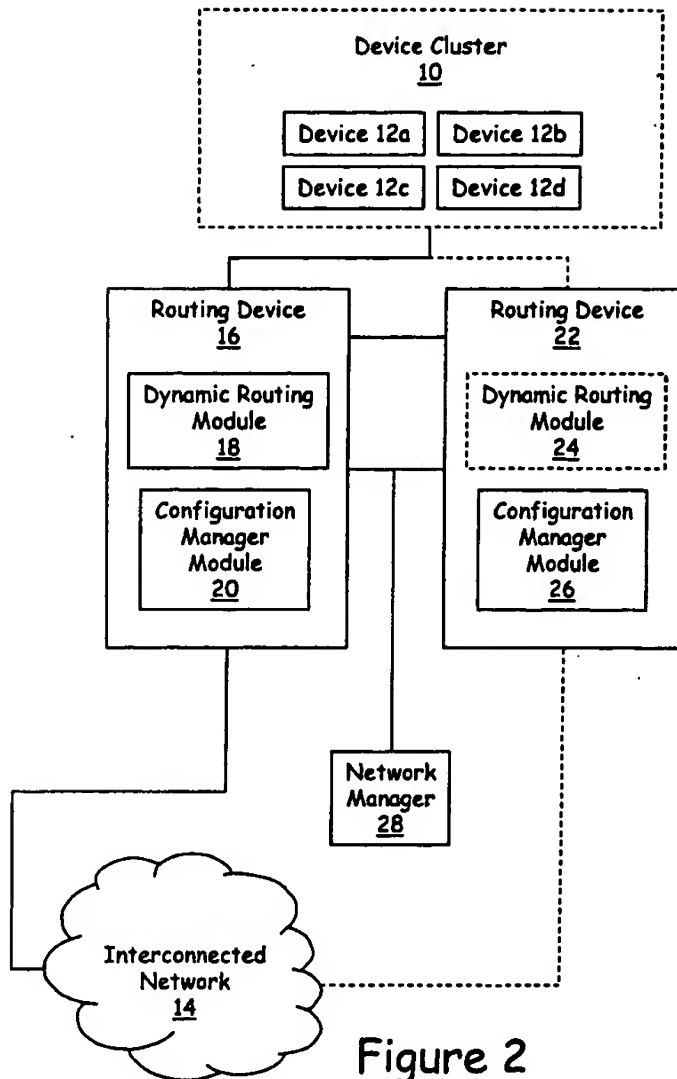 Device Cluster
10
Device 12a
Device 12b
Device 12c
Device 12d
Routing Device
16
Dynamic Routing
Module
18
Configuration
Manager
Module
20
Routing Device
22
Dynamic Routing
Module
24
Configuration
Manager
Module
26
Network
Manager
28
Interconnected
Network
14
Figure 2